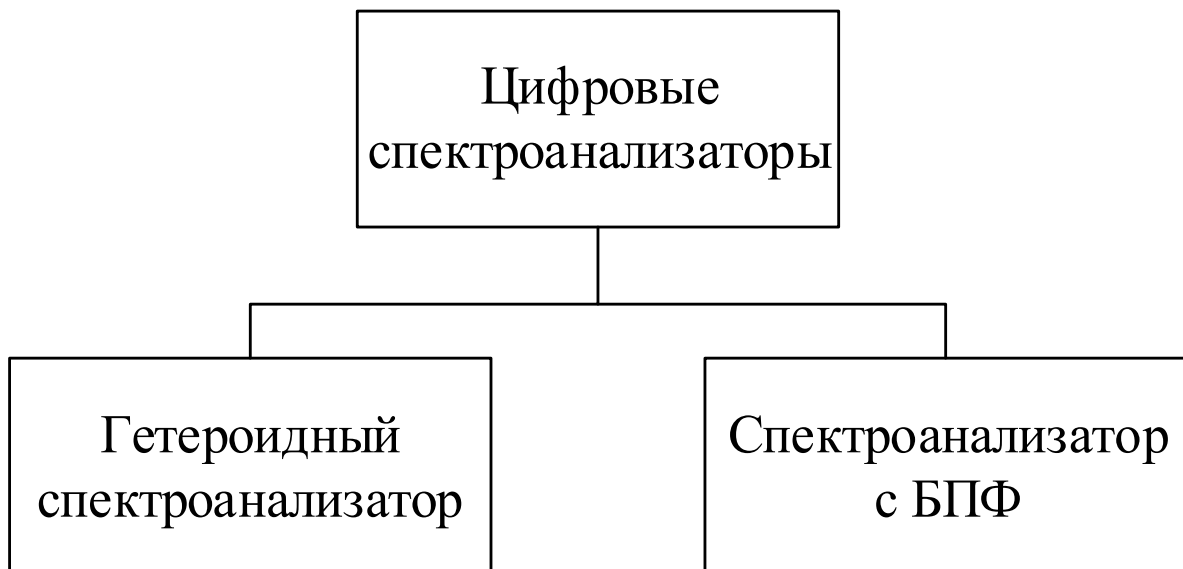 Цифровые
спектроанализаторы
Гетероидный
спектроанализатор
Спектроанализатор
с БПФ